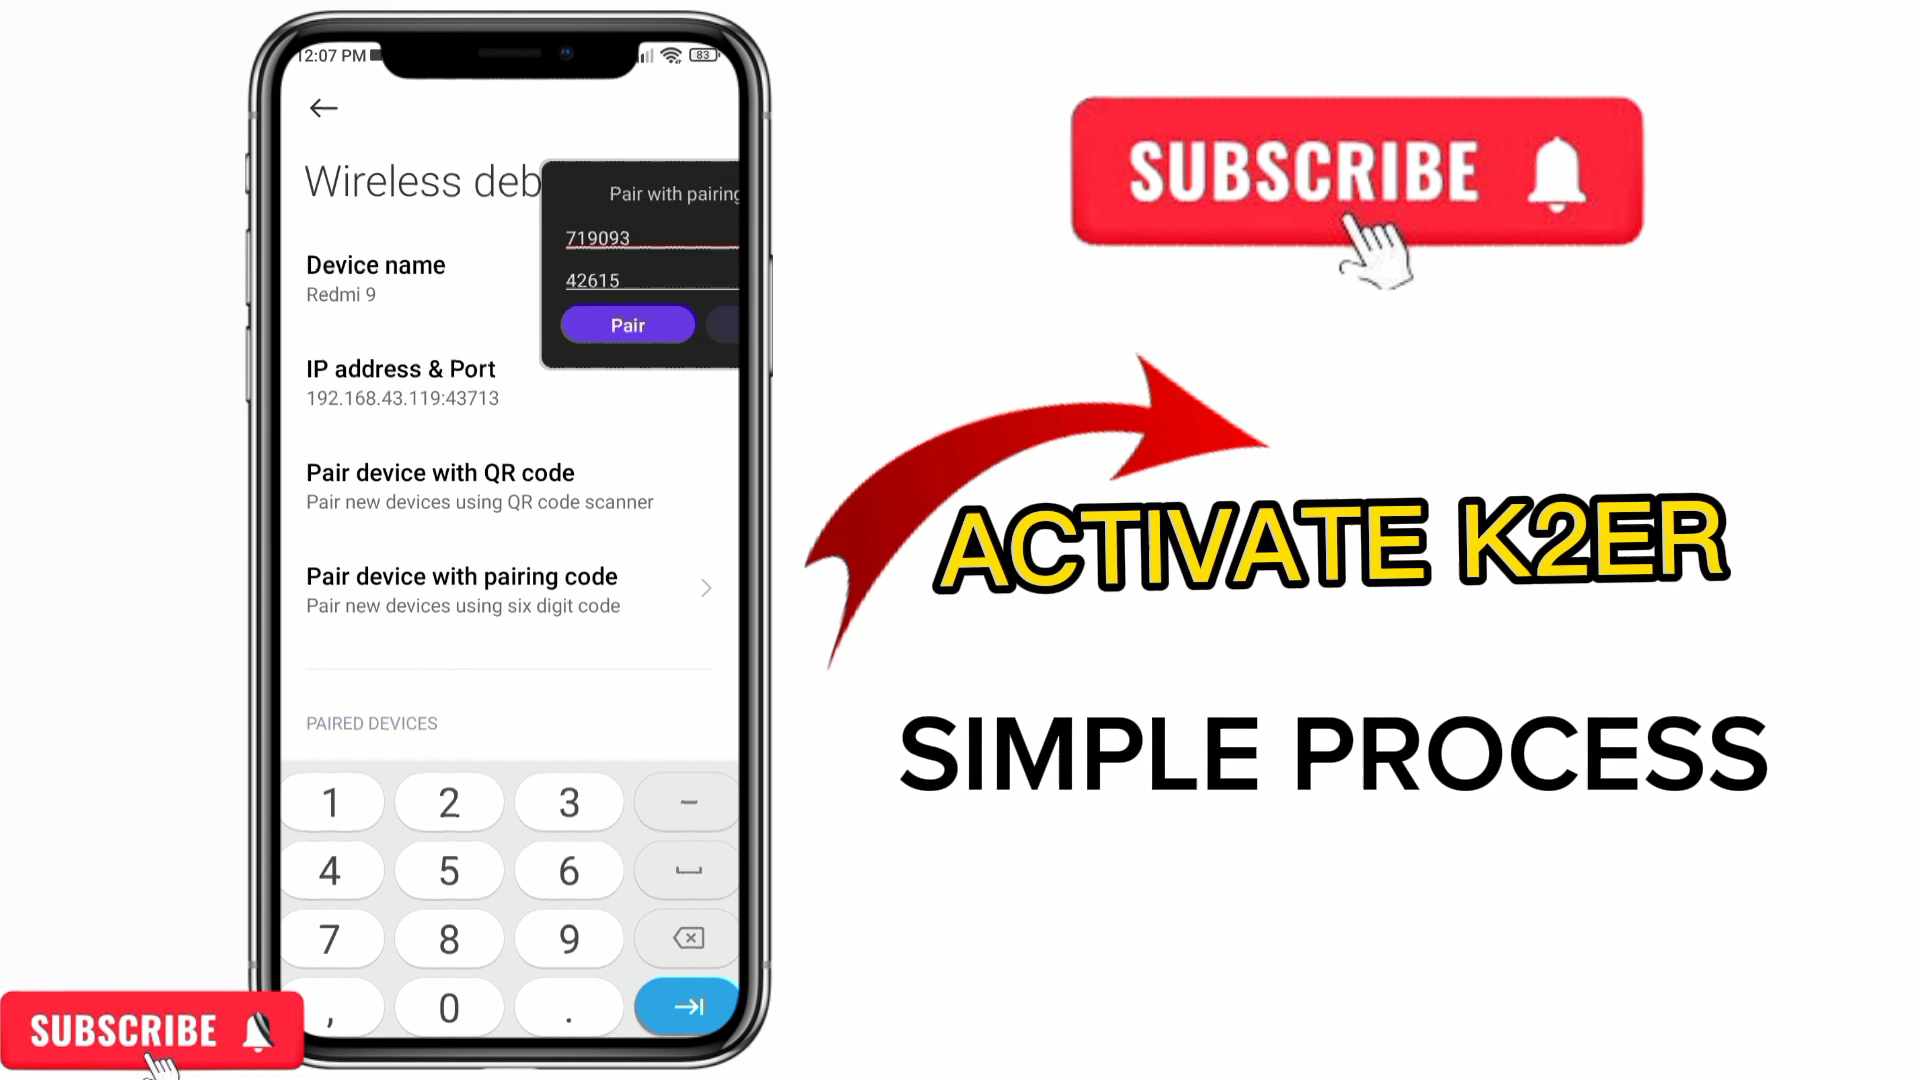 12:07 PM
83
Wireless deb
Pair with pairing
719093
42615
Pair
Device name
Redmi 9
IP address & Port
192.168.43.119:43713
Pair device with QR code
Pair new devices using QR code scanner
Pair device with pairing code
Pair new devices using six digit code
PAIRED DEVICES
1 2 3 -
4 5 6
7 8 9
, 0 .
SUBSCRIBE
SUBSCRIBE
ACTIVATE K2ER
SIMPLE PROCESS